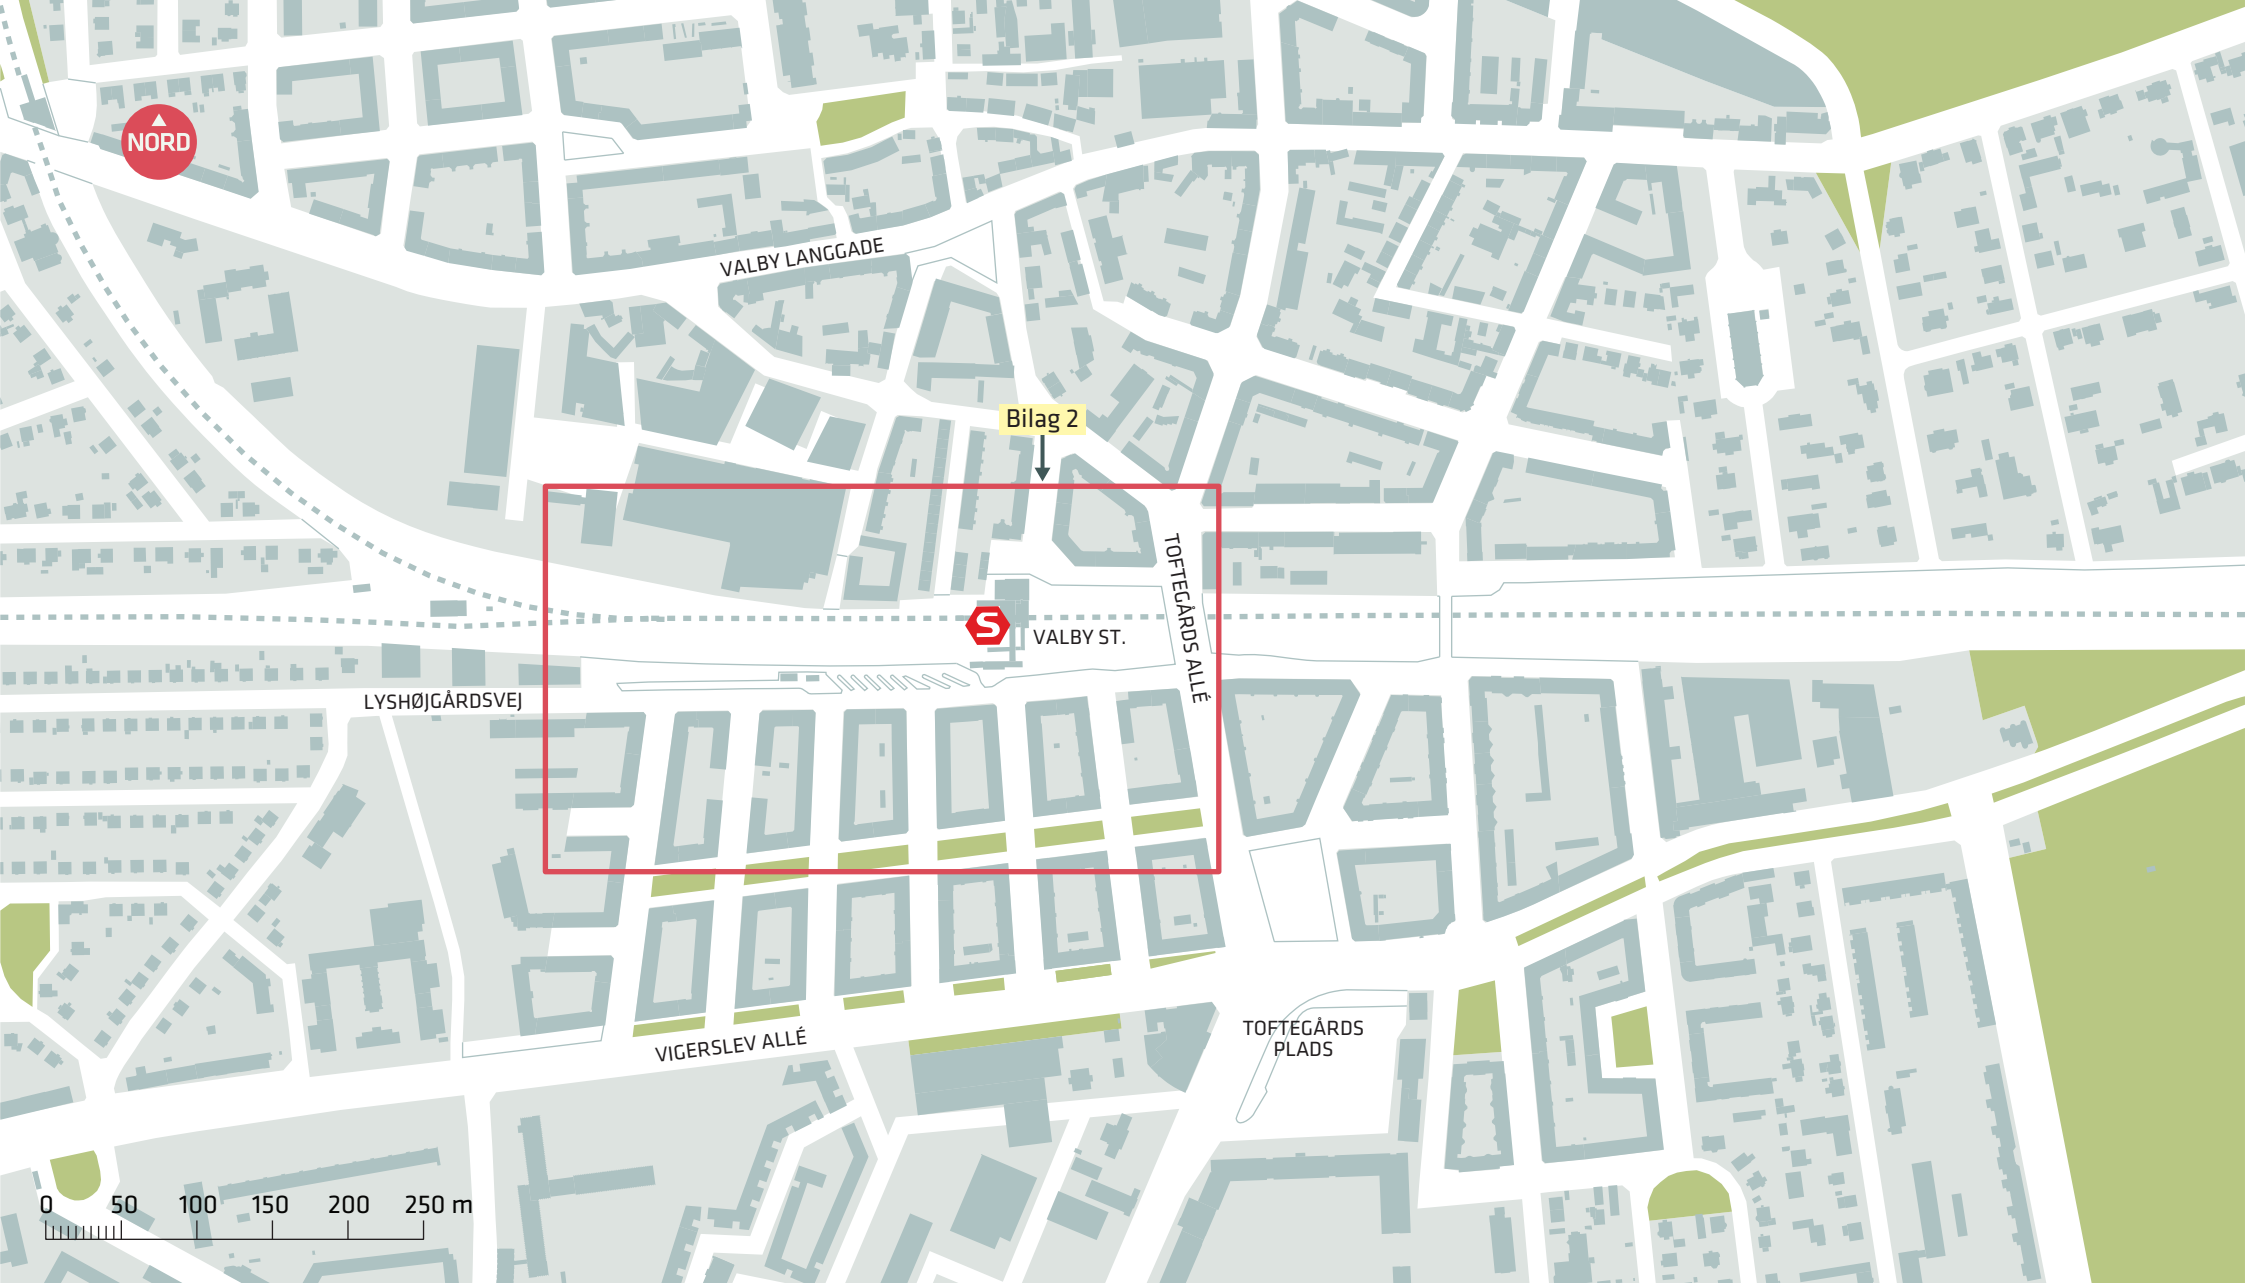 NORD
VALBY LANGGADE
Bilag 2
TOFTEGÅRDS ALLÉ
S
VALBY ST.
LYSHØJGÅRDSVEJ
TOFTEGÅRDS
PLADS
VIGERSLEV ALLÉ
0 50 100 150 200 250 m